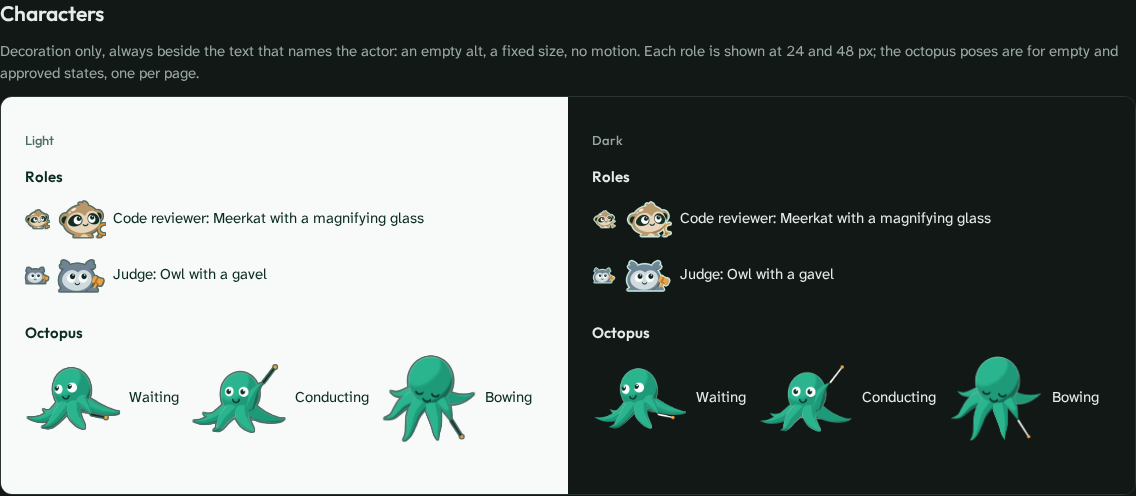 Characters
Decoration only, always beside the text that names the actor: an empty alt, a fixed size, no motion. Each role is shown at 24 and 48 px; the octopus poses are for empty and
approved states, one per page.
Light
Roles
Code reviewer: Meerkat with a magnifying glass
Judge: Owl with a gavel
Octopus
Waiting
Conducting
Bowing
Dark
Roles
Code reviewer: Meerkat with a magnifying glass
Judge: Owl with a gavel
Octopus
Waiting
Conducting
Bowing